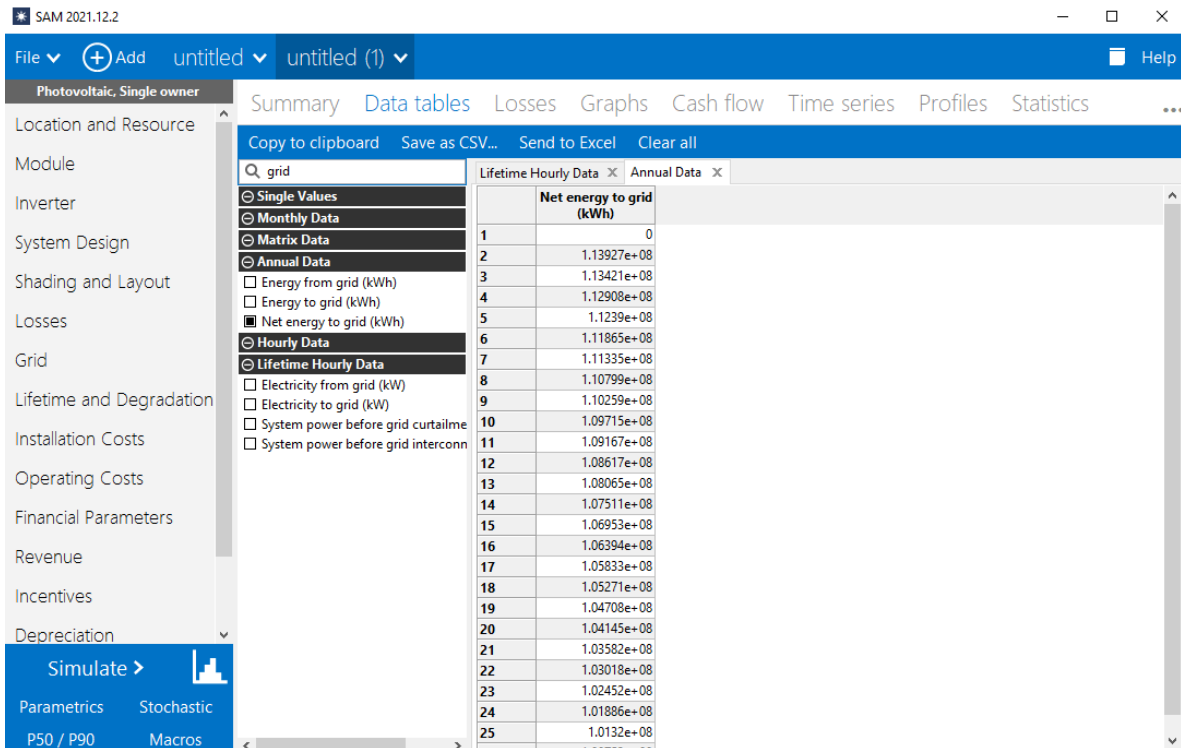 SAM 2021.12.2
File Add untitled untitled (1) Help
Photovoltaic, Single owner
Location and Resource
Module
Inverter
System Design
Shading and Layout
Losses
Grid
Lifetime and Degradation
Installation Costs
Operating Costs
Financial Parameters
Revenue
Incentives
Depreciation
Simulate >
Parametrics Stochastic
P50 / P90 Macros
Summary Data tables Losses Graphs Cash flow Time series Profiles Statistics ...
Copy to clipboard Save as CSV... Send to Excel Clear all
grid
Single Values
Monthly Data
Matrix Data
Annual Data
Energy from grid (kWh)
Energy to grid (kWh)
Net energy to grid (kWh)
Hourly Data
Lifetime Hourly Data
Electricity from grid (kW)
Electricity to grid (kW)
System power before grid curtailme
System power before grid interconn
Lifetime Hourly Data X Annual Data X
Net energy to grid
(kWh)
1 0
2 1.13927e+08
3 1.13421e+08
4 1.12908e+08
5 1.1239e+08
6 1.11865e+08
7 1.11335e+08
8 1.10799e+08
9 1.10259e+08
10 1.09715e+08
11 1.09167e+08
12 1.08617e+08
13 1.08065e+08
14 1.07511e+08
15 1.06953e+08
16 1.06394e+08
17 1.05833e+08
18 1.05271e+08
19 1.04708e+08
20 1.04145e+08
21 1.03582e+08
22 1.03018e+08
23 1.02452e+08
24 1.01886e+08
25 1.0132e+08